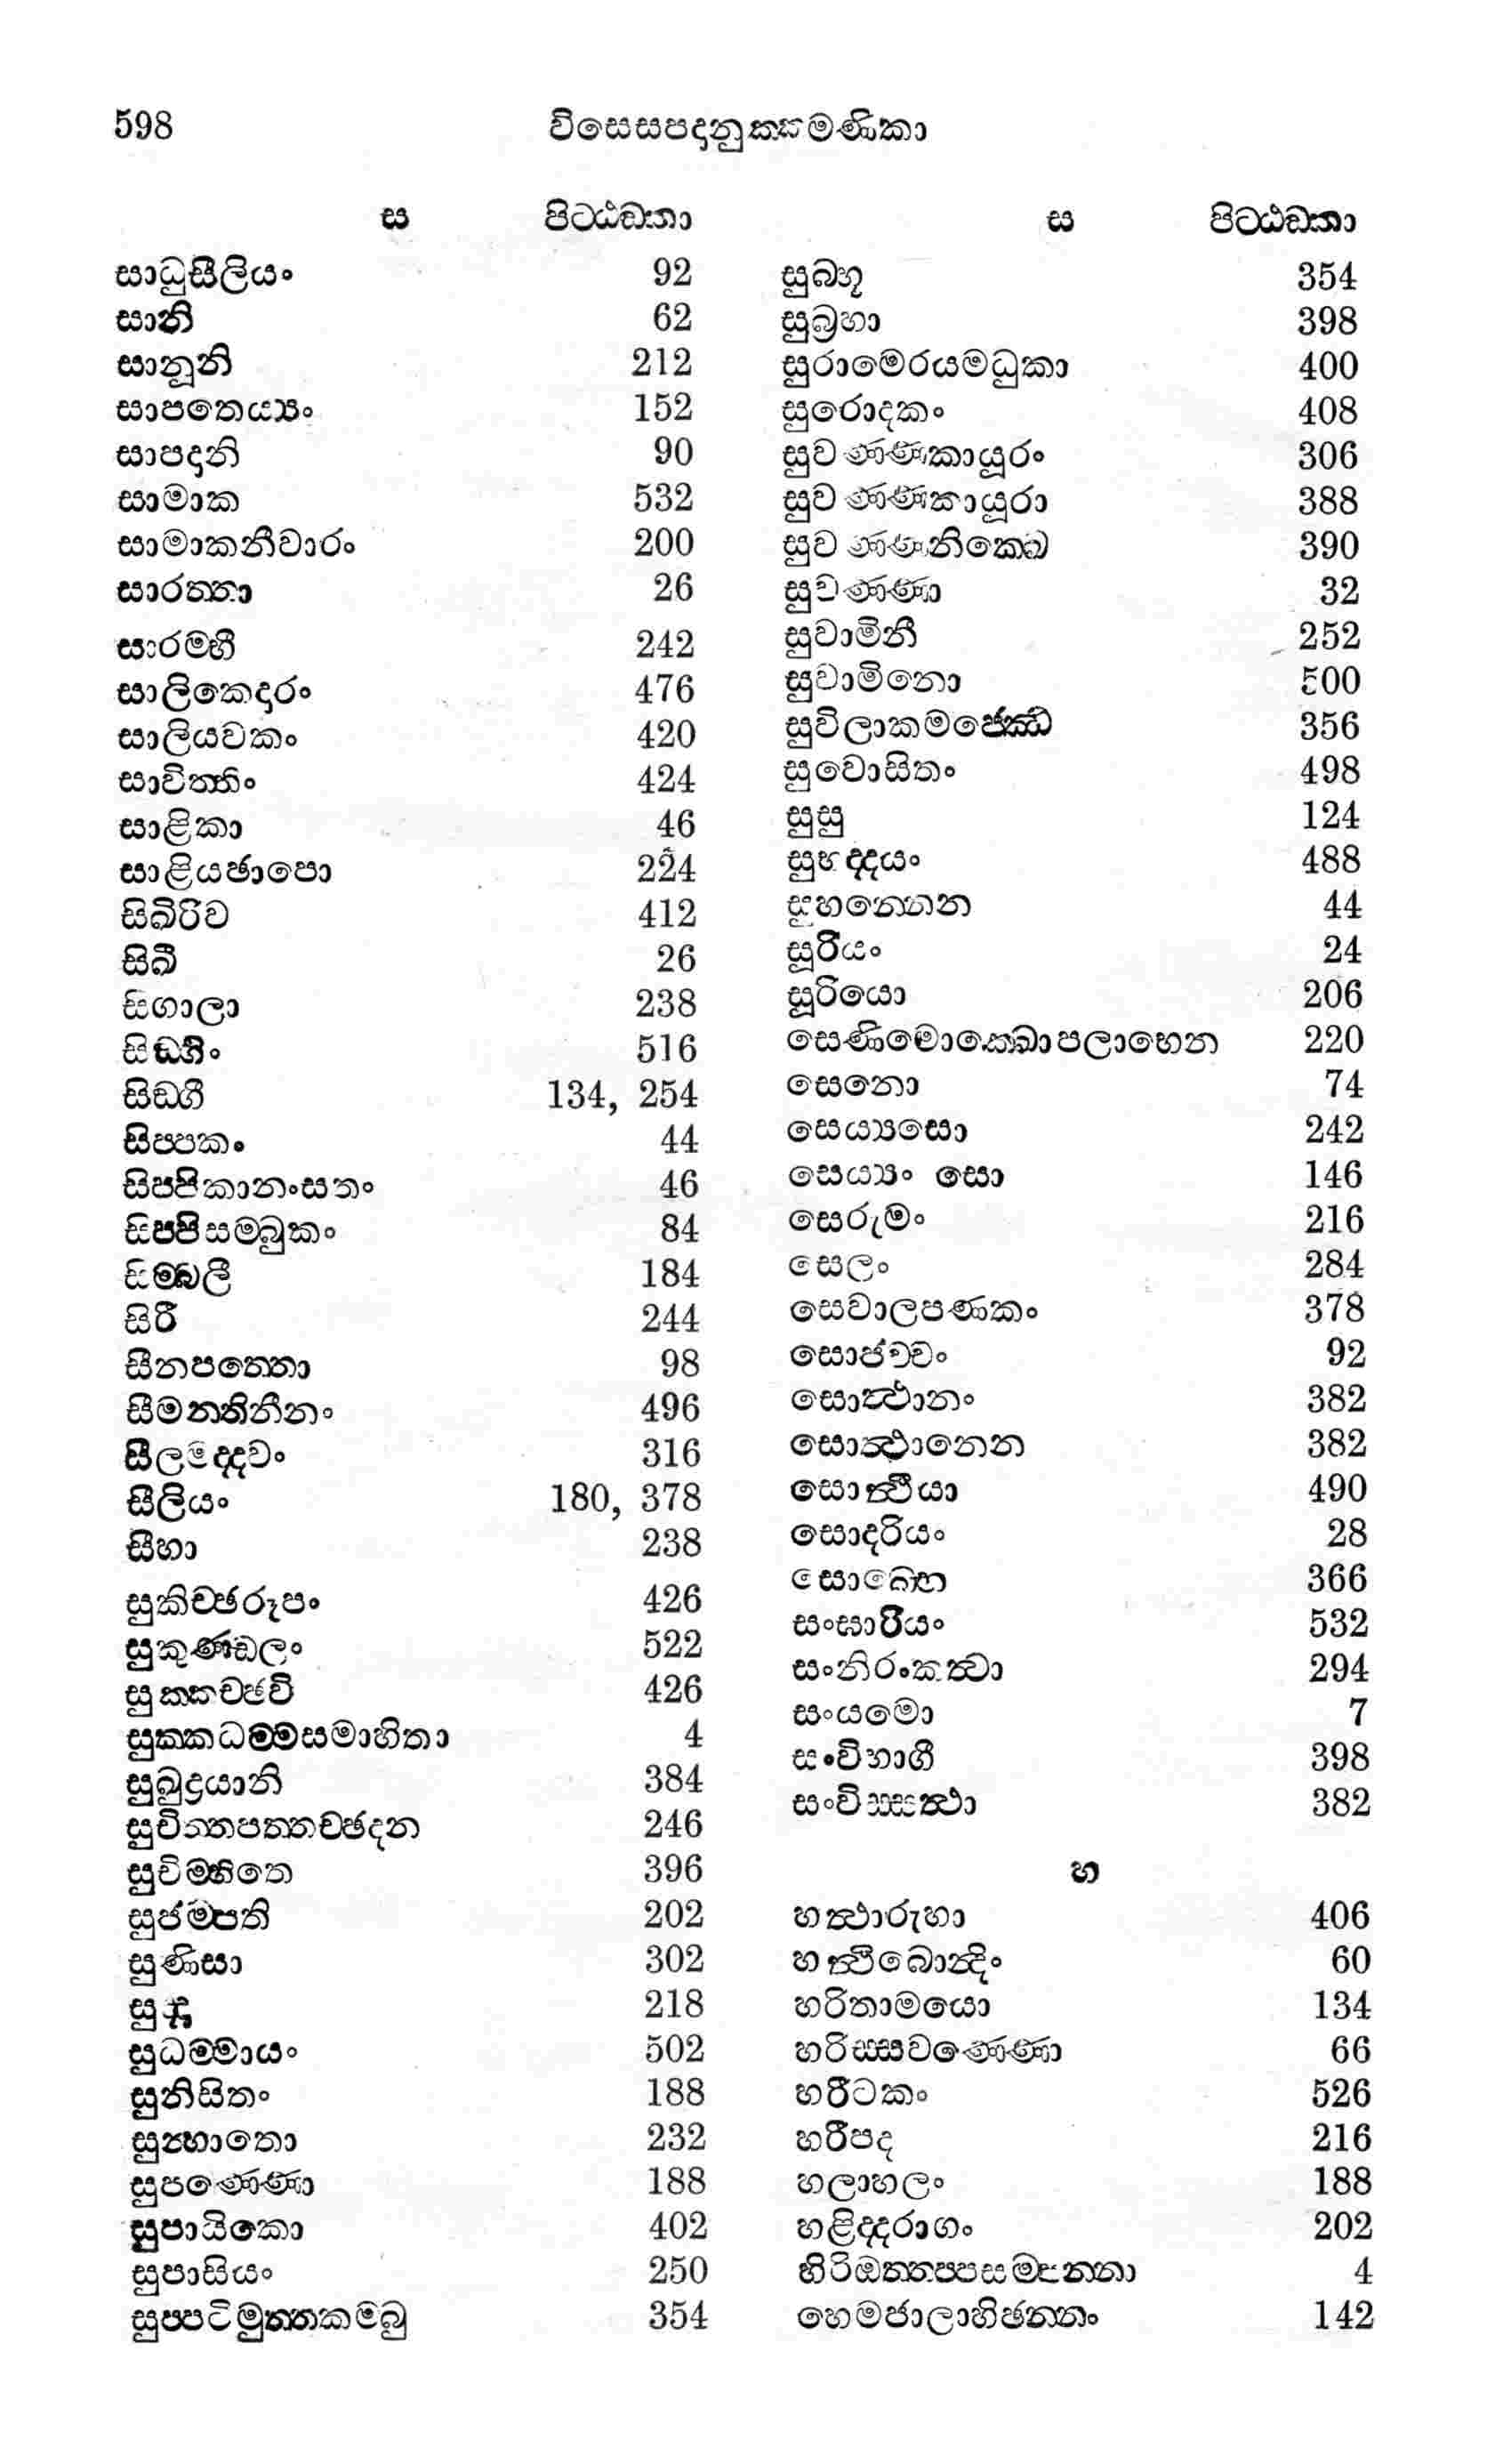 598 විසෙසපදානුක්කමණිකා
ස පිට්ඨඞ්කා
සාධුසීලියං 92
සානි 62
සානූනි 212
සාපතෙය්‍යං 152
සාපදානි 90
සාමාක 532
සාමාකනීවාරං 200
සාරත්තා 26
සාරම්භී 242
සාලිකෙදාරං 476
සාලියවකං 420
සාවිත්තිං 424
සාළිකා 46
සාළියඡාපො 224
සිඛිරිව 412
සිඛී 26
සිගාලා 238
සිඞ්ගිං 516
සිඞ්ගී 134, 254
සිප්පකං 44
සිප්පිකානංසතං 46
සිප්පිසම්බුකං 84
සිම්බලී 184
සිරී 244
සීනපත්තො 98
සීමන්තිනීනං 496
සීලමද්දවං 316
සීලියං 180, 378
සීහා 238
සුකිච්ඡරූපං 426
සුකුණ්ඩලං 522
සුක්කච්ඡවි 426
සුක්කධම්මසමාහිතා 4
සුඛුද්‍රයානි 384
සුචිත්තපත්තච්ඡදන 246
සුචිම්හිතෙ 396
සුජම්පති 202
සුණිසා 302
218
සුධම්මායං 502
සුනිසිතං 188
සුන්හාතො 232
සුපණ්ණො 188
සුපායිකො 402
සුපාසියං 250
සුප්පටිමුත්තකම්බු 354
ස පිට්ඨඞ්කා
සුබහූ 354
සුබ්‍රහා 398
සුරාමෙරයමධුකා 400
සුරොදකං 408
සුවණ්ණකායූරං 306
සුවණ්ණකායූරා 388
සුවණ්ණනික්ඛෙ 390
සුවණ්ණා 32
සුවාමිනී 252
සුවාමිනො 500
සුවිලාකමජ්ඣෙ 356
සුවොසිතං 498
සුසු 124
සුහද්දයං 488
සුහන්නෙන 44
සූරියං 24
සූරියො 206
සෙණිමොක්ඛොපලාභෙන 220
සෙනො 74
සෙය්‍යසො 242
සෙය්‍යං සො 146
සෙරුමං 216
සෙලං 284
සෙවාලපණකං 378
සොජච්චං 92
සොත්ථානං 382
සොත්ථානෙන 382
සොත්ථියා 490
සොදරියං 28
සොබ්භෙ 366
සංඝාරියං 532
සංනිරංකත්වා 294
සංයමො 7
සංවිභාගී 398
සංවිස්සත්ථා 382
හ
හත්ථාරුහා 406
හත්ථිබොන්දිං 60
හරිතාමයො 134
හරිස්සවණ්ණො 66
හරීටකං 526
හරීපද 216
හලාහලං 188
හළිද්දරාගං 202
හිරිඔත්තප්පසම්පන්නා 4
හෙමජාලාභිඡන්නං 142